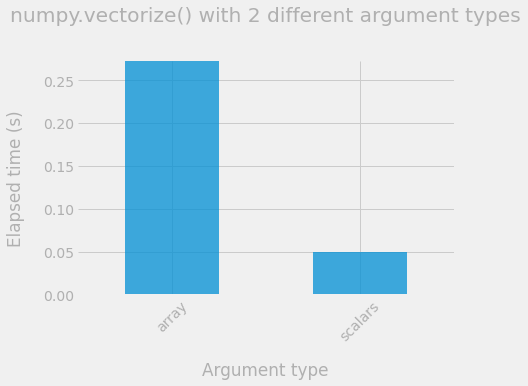 numpy.vectorize() with 2 different argument types
Elapsed time (s)
0.25
0.20
0.15
0.10
0.05
0.00
array
scalars
Argument type